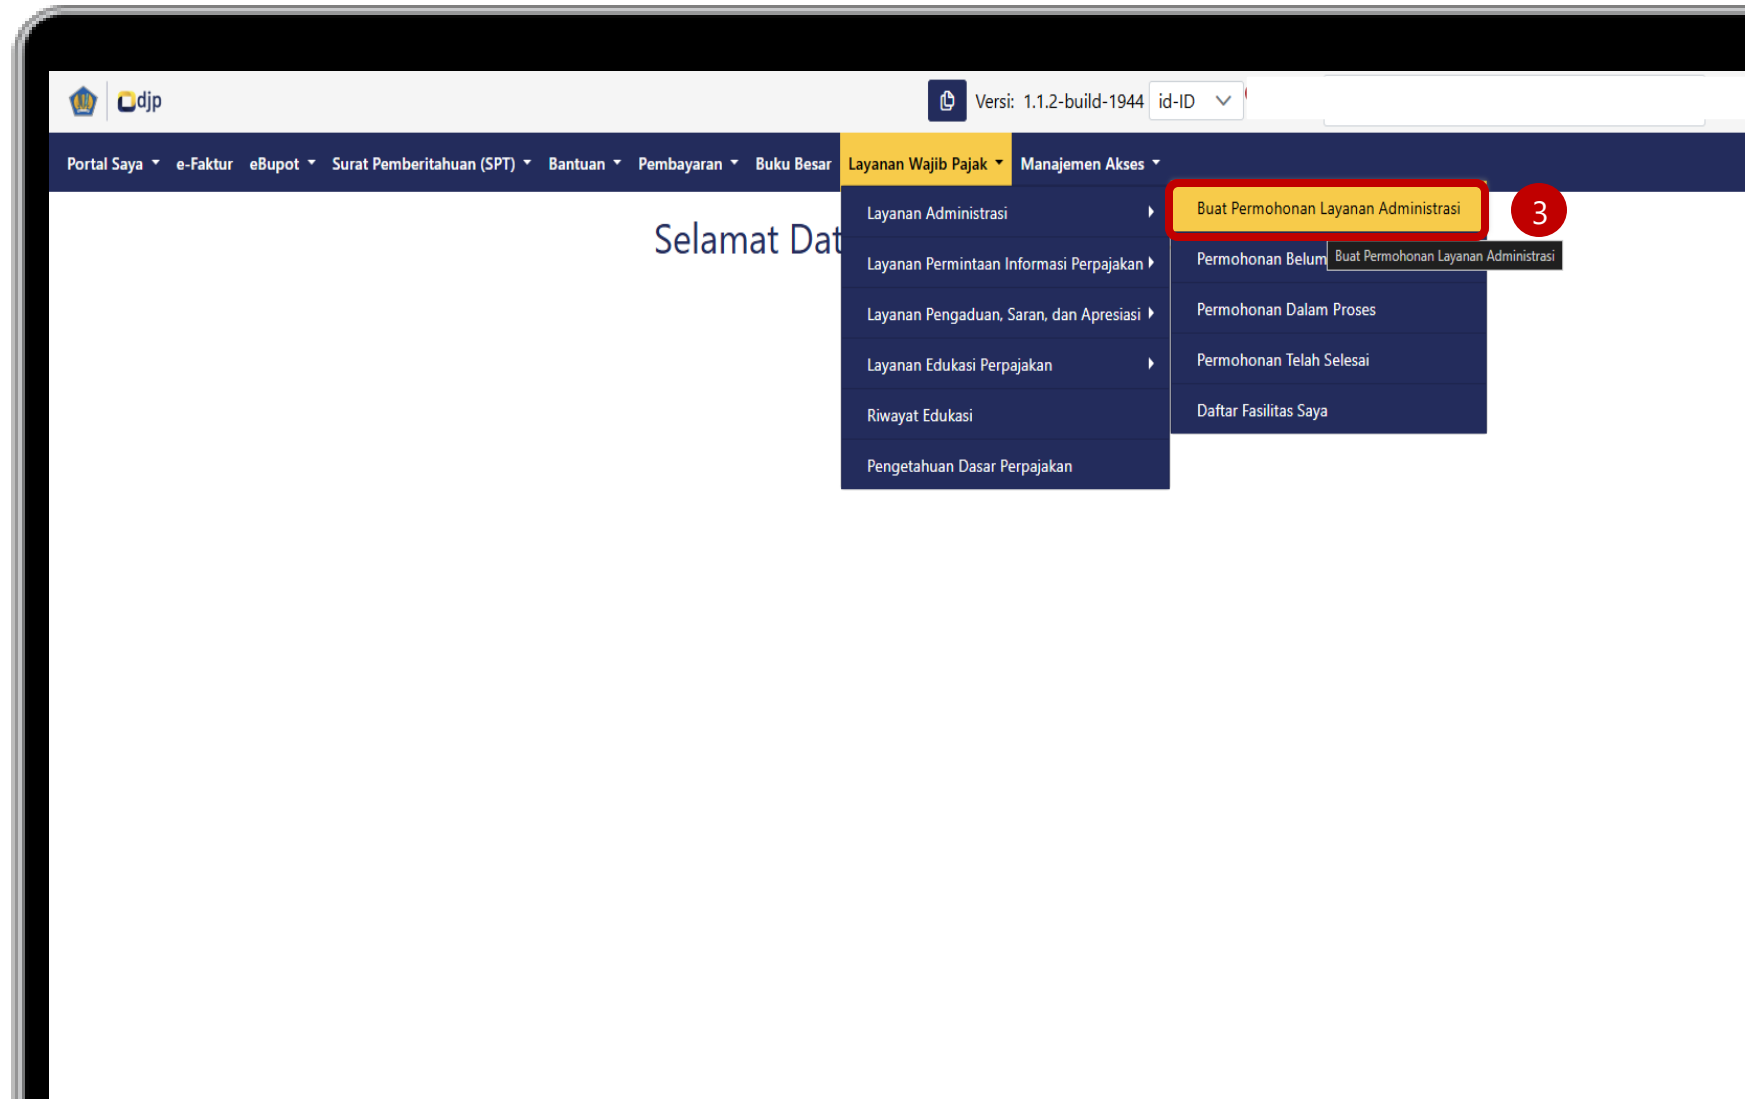 djp
Versi: 1.1.2-build-1944
id-ID
Portal Saya
e-Faktur
eBupot
Surat Pemberitahuan (SPT)
Bantuan
Pembayaran
Buku Besar
Layanan Wajib Pajak
Manajemen Akses
Selamat Dat
Layanan Administrasi
Layanan Permintaan Informasi Perpajakan
Layanan Pengaduan, Saran, dan Apresiasi
Layanan Edukasi Perpajakan
Riwayat Edukasi
Pengetahuan Dasar Perpajakan
Buat Permohonan Layanan Administrasi
3
Permohonan Belum
Buat Permohonan Layanan Administrasi
Permohonan Dalam Proses
Permohonan Telah Selesai
Daftar Fasilitas Saya